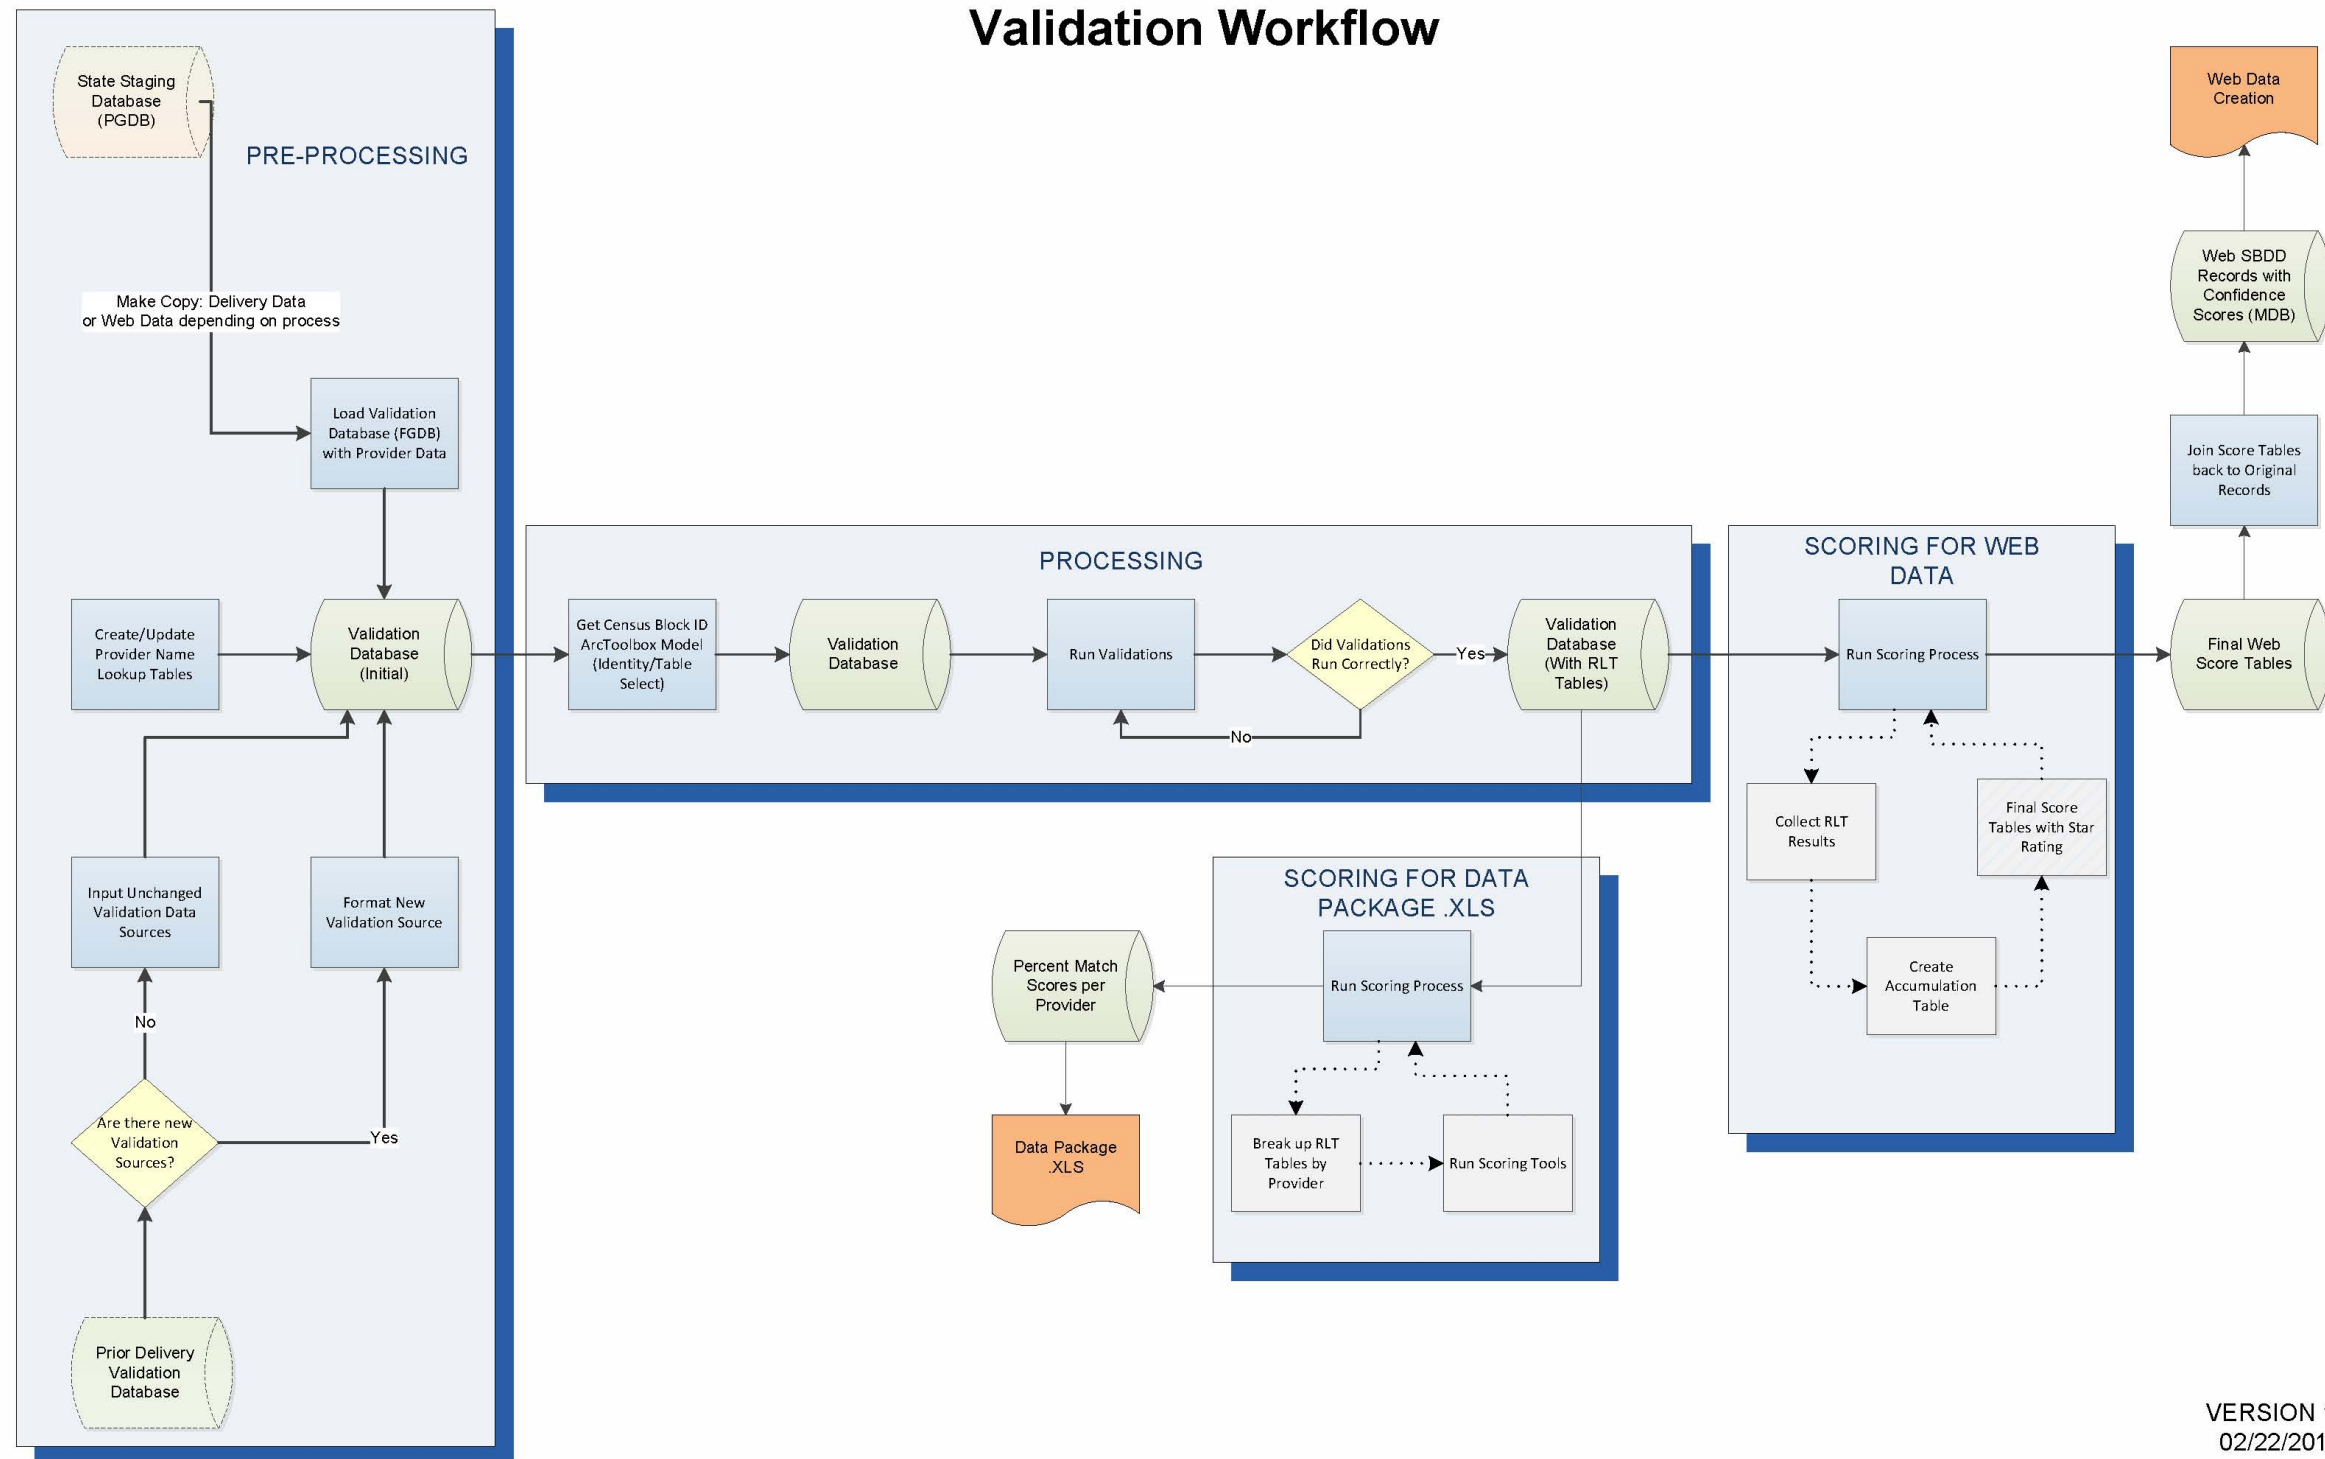 Validation Workflow
State Staging
Database
(PGDB)
PRE-PROCESSING
Make Copy: Delivery Data
or Web Data depending on process
Load Validation
Database (FGDB)
with Provider Data
Create/Update
Provider Name
Lookup Tables
Validation
Database
(Initial)
Input Unchanged
Validation Data
Sources
Format New
Validation Source
No
Yes
Are there new
Validation
Sources?
Prior Delivery
Validation
Database
PROCESSING
Get Census Block ID
ArcToolbox Model
(Identity/Table
Select)
Validation
Database
Run Validations
Did Validations
Run Correctly?
Yes
No
Validation
Database
(With RLT
Tables)
SCORING FOR DATA
PACKAGE .XLS
Run Scoring Process
Percent Match
Scores per
Provider
Data Package
.XLS
Break up RLT
Tables by
Provider
Run Scoring Tools
SCORING FOR WEB
DATA
Run Scoring Process
Collect RLT
Results
Final Score
Tables with Star
Rating
Create
Accumulation
Table
Web Data
Creation
Web SBDD
Records with
Confidence
Scores (MDB)
Join Score Tables
back to Original
Records
Final Web
Score Tables
VERSION
02/22/201